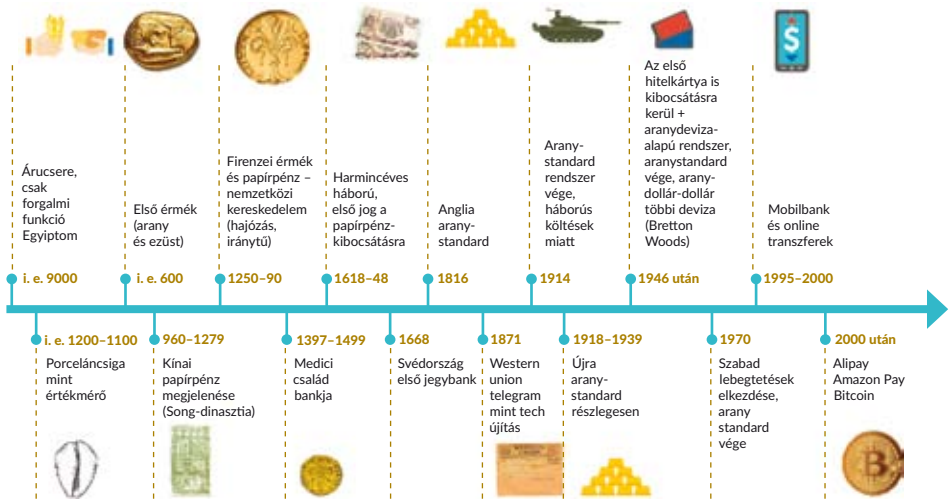 Árucsere,
csak
forgalmi
funkció
Egyiptom
i. e. 9000
Első érmék
(arany
és ezüst)
i. e. 600
Firenzei érmék
és papírpénz –
nemzetközi
kereskedelem
(hajózás,
iránytű)
1250–90
Harmincéves
háború,
első jog a
papírpénz-
kibocsátásra
1618–48
Anglia
arany-
standard
1816
Arany-
standard
rendszer
vége,
háborús
költések
miatt
1914
Az első
hitelkártya is
kibocsátásra
kerül +
aranydeviza-
alapú rendszer,
aranystandard
vége, arany-
dollár-dollár
többi deviza
(Bretton
Woods)
1946 után
$
Mobilbank
és online
transzferek
1995–2000
i. e. 1200–1100
Porceláncsiga
mint
értékmérő
960–1279
Kínai
papírpénz
megjelenése
(Song-dinasztia)
1397–1499
Medici
család
bankja
1668
Svédország
első jegybank
1871
Western
union
telegram
mint tech
újítás
1918–1939
Újra
arany-
standard
részlegesen
1970
Szabad
lebegtetések
elkezdése,
arany
standard
vége
2000 után
Alipay
Amazon Pay
Bitcoin
B